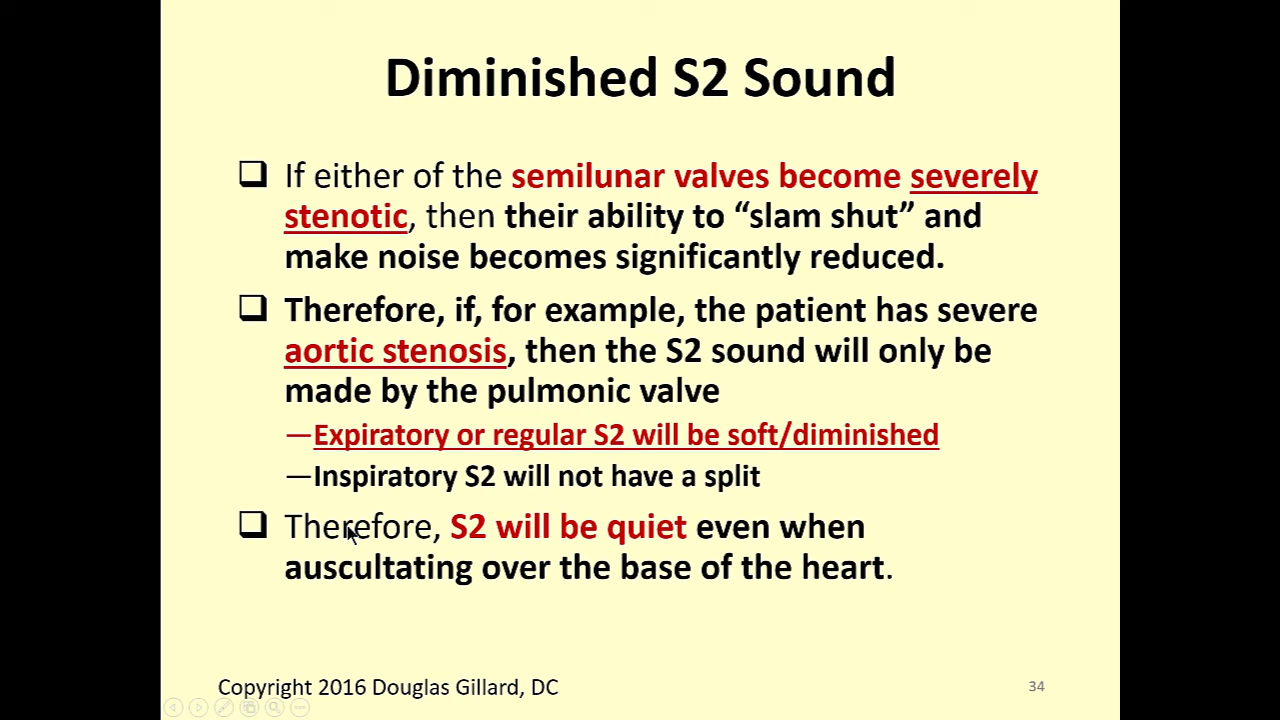 Diminished S2 Sound
❑ If either of the semilunar valves become severely
stenotic, then their ability to “slam shut” and
make noise becomes significantly reduced.
❑ Therefore, if, for example, the patient has severe
aortic stenosis, then the S2 sound will only be
made by the pulmonic valve
—Expiratory or regular S2 will be soft/diminished
—Inspiratory S2 will not have a split
❑ Therefore, S2 will be quiet even when
auscultating over the base of the heart.
Copyright 2016 Douglas Gillard, DC
34